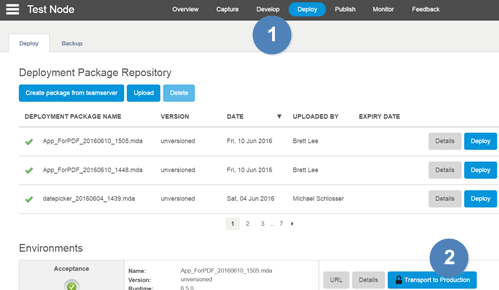 Test Node
Overview Capture Develop Deploy Publish Monitor Feedback
1
Deploy Backup
Deployment Package Repository
Create package from teamserver Upload Delete
DEPLOYMENT PACKAGE NAME VERSION DATE ▼ UPLOADED BY EXPIRY DATE
App_ForPDF_20160610_1505.mda unversioned Fri, 10 Jun 2016 Brett Lee Details Deploy
App_ForPDF_20160610_1448.mda unversioned Fri, 10 Jun 2016 Brett Lee Details Deploy
datepicker_20160604_1439.mda unversioned Sat, 04 Jun 2016 Michael Schlosser Details Deploy
1 2 3 .. 7
Environments
2
Acceptance
Name: App_ForPDF_20160610_1505.mda
Version: unversioned
Runtime: 6.5.0
URL Details Transport to Production